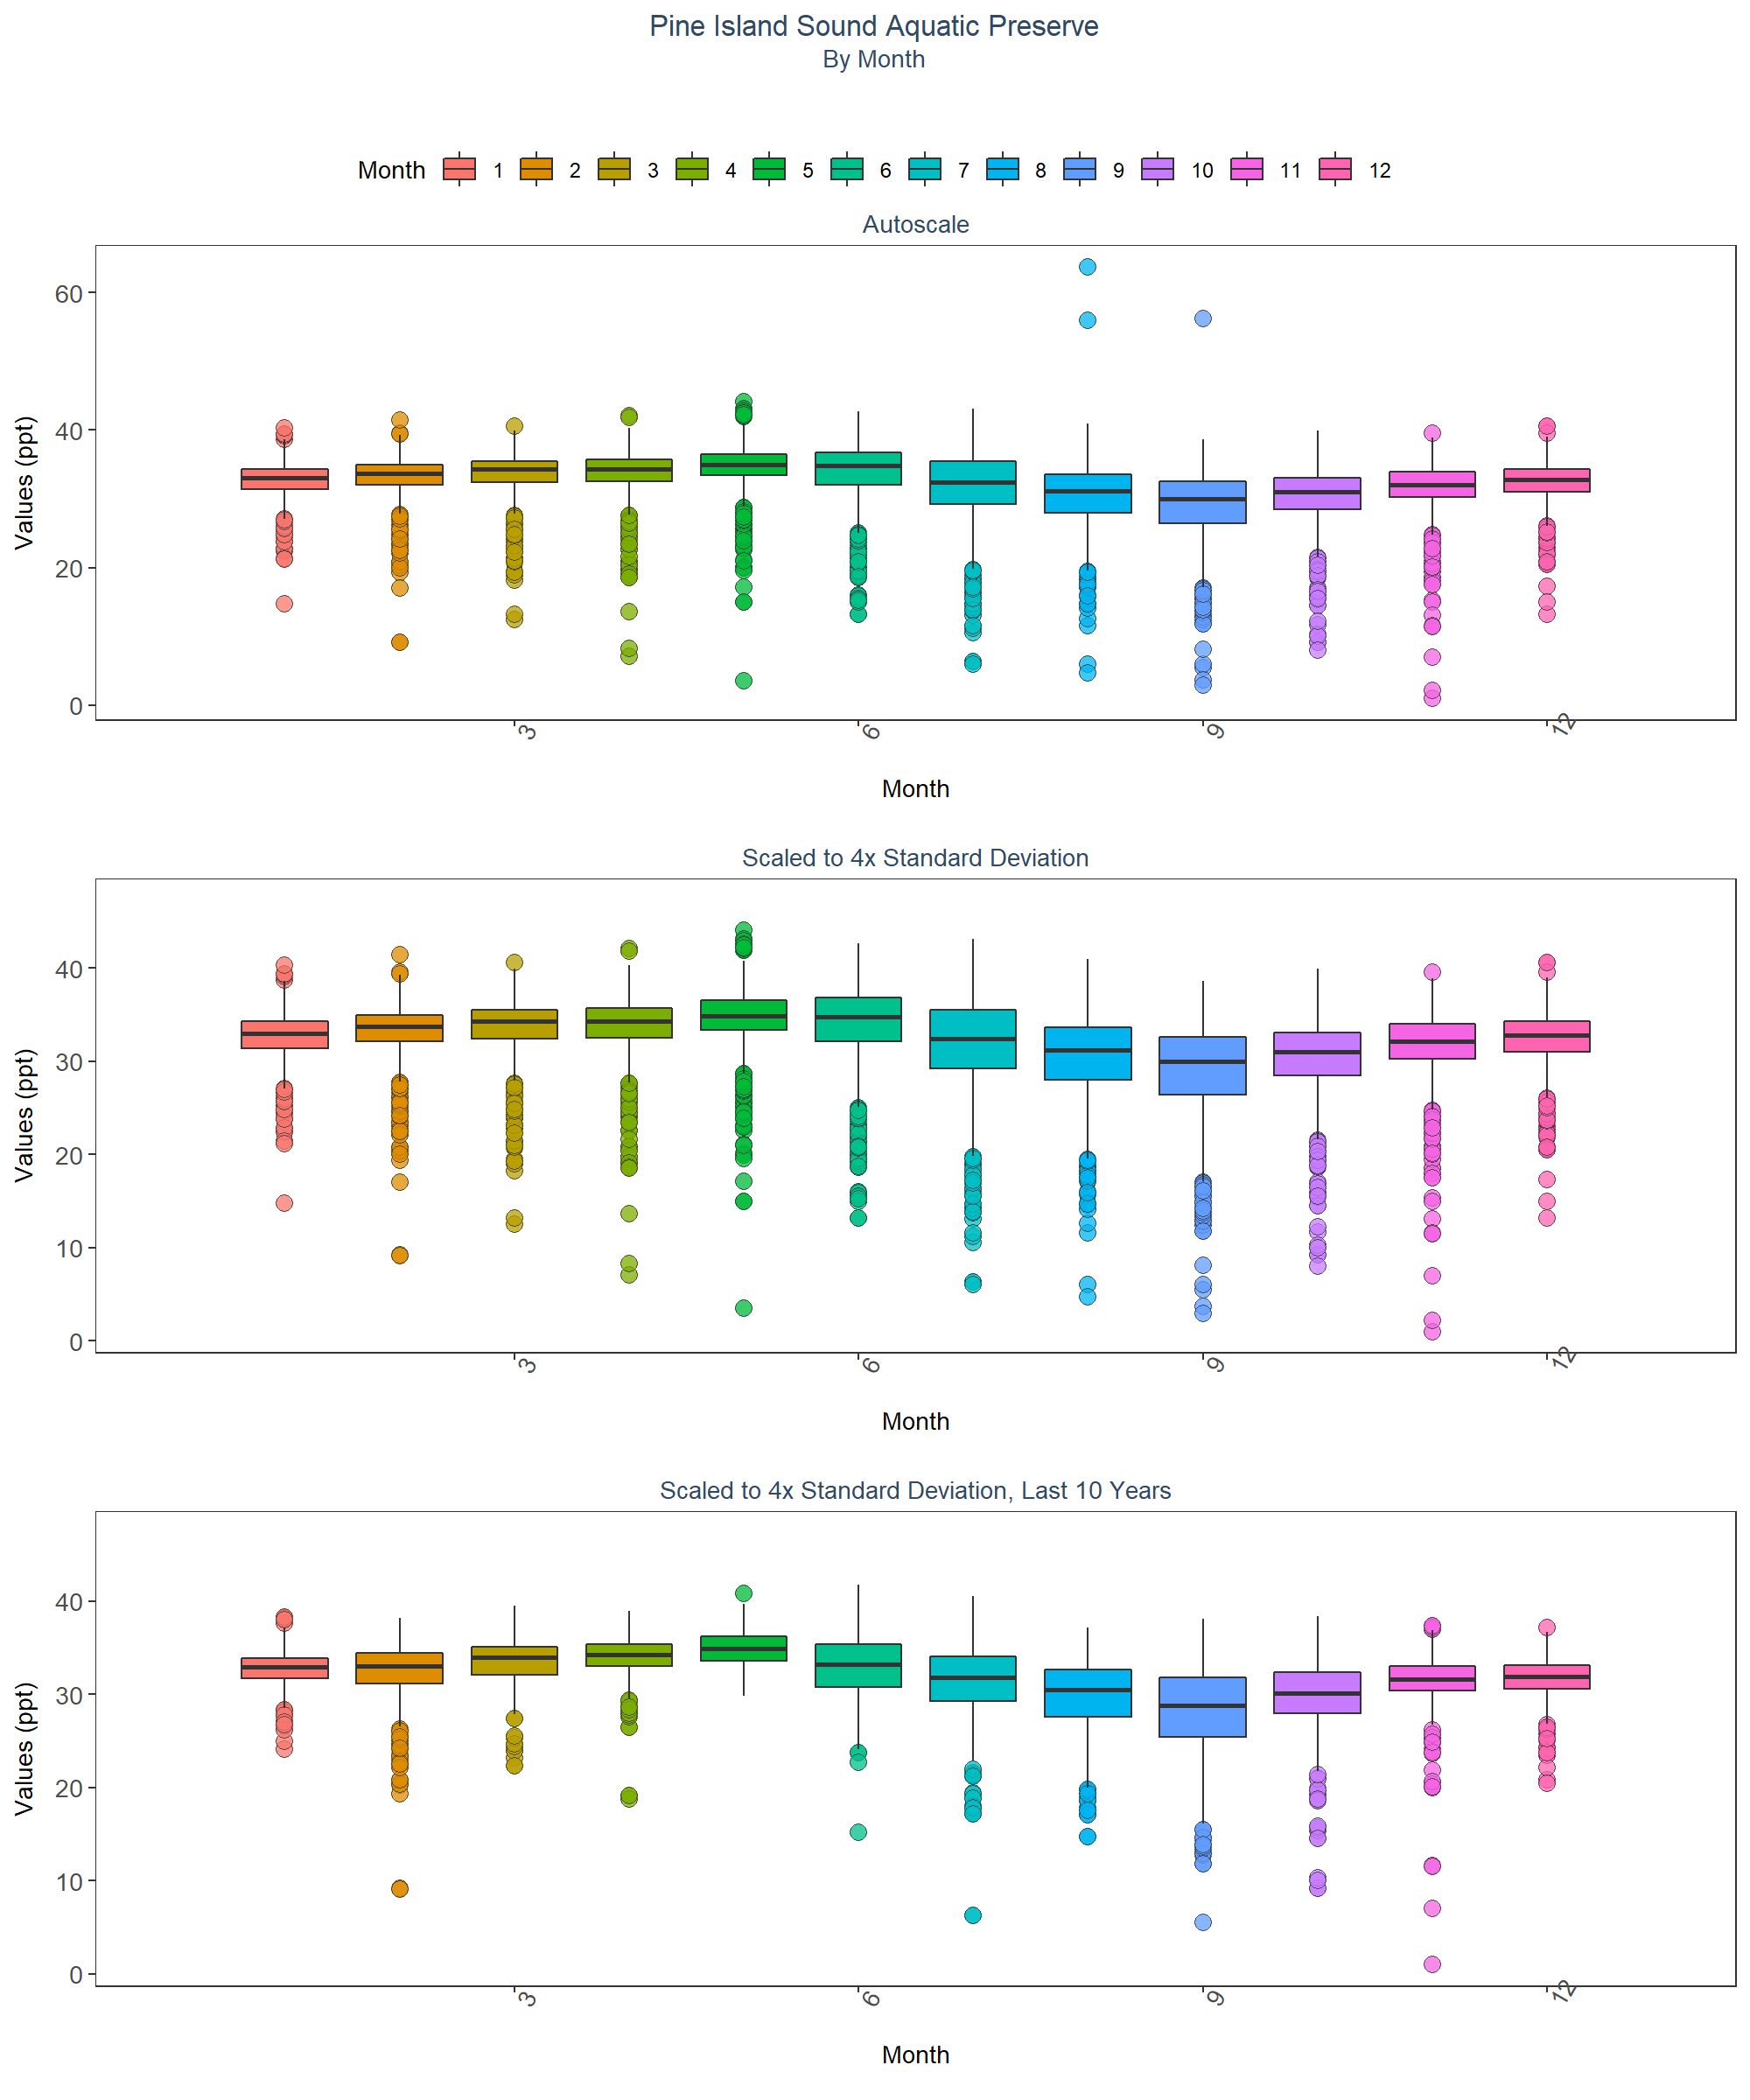 Pine Island Sound Aquatic Preserve
By Month
Month 1 2 3 4 5 6 7 8 9 10 11 12
Autoscale
Values (ppt)
60
40
20
0
3 6 9 12
Month
Scaled to 4x Standard Deviation
Values (ppt)
40
30
20
10
0
3 6 9 12
Month
Scaled to 4x Standard Deviation, Last 10 Years
Values (ppt)
40
30
20
10
0
3 6 9 12
Month